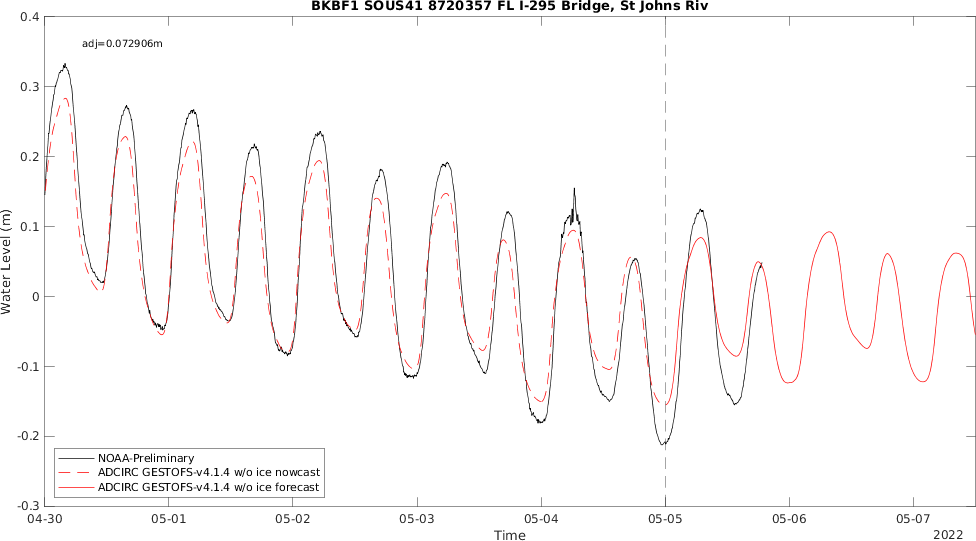 BKBF1 SOUS41 8720357 FL I-295 Bridge, St Johns Riv
0.4
adj=0.072906m
0.3
0.2
0.1
0
-0.1
-0.2
-0.3
Water Level (m)
NOAA-Preliminary
ADCIRC GESTOFS-v4.1.4 w/o ice nowcast
ADCIRC GESTOFS-v4.1.4 w/o ice forecast
04-30 05-01 05-02 05-03 05-04 05-05 05-06 05-07
Time
2022